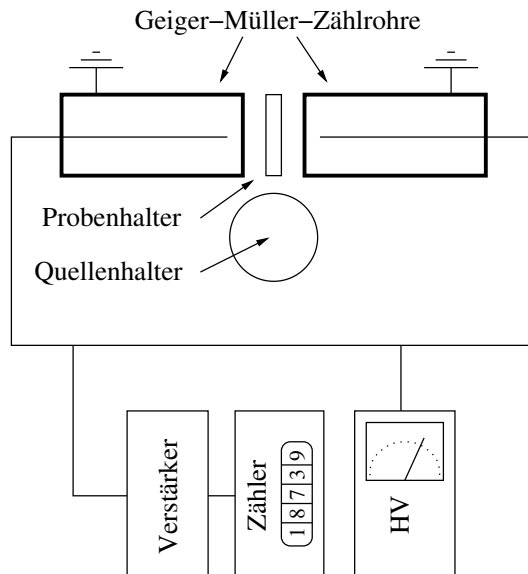 Geiger–Müller–Zählrohre
Probenhalter
Quellenhalter
Verstärker
Zähler
18739
HV